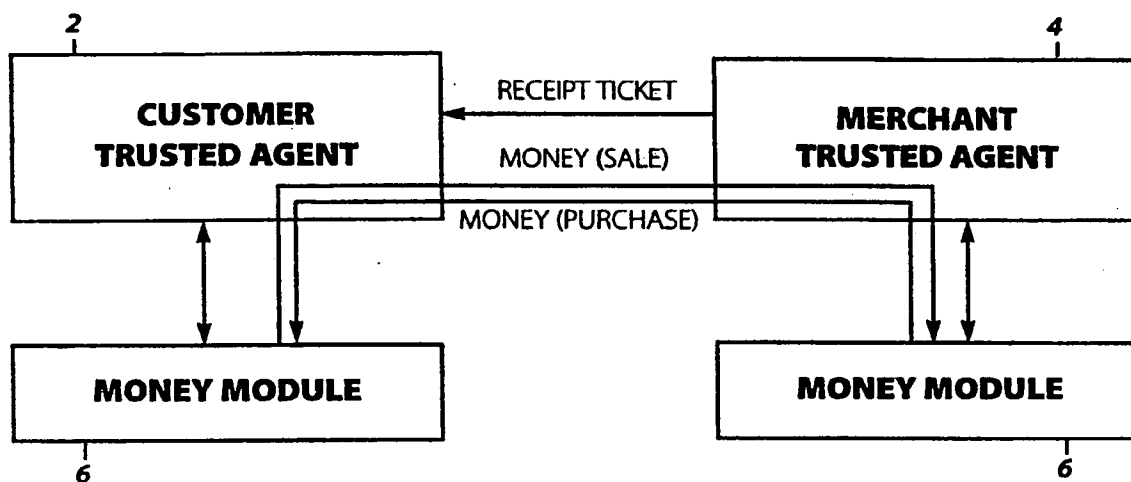 2
4
CUSTOMER
TRUSTED AGENT
RECEIPT TICKET
MERCHANT
TRUSTED AGENT
MONEY (SALE)
MONEY (PURCHASE)
MONEY MODULE
MONEY MODULE
6
6